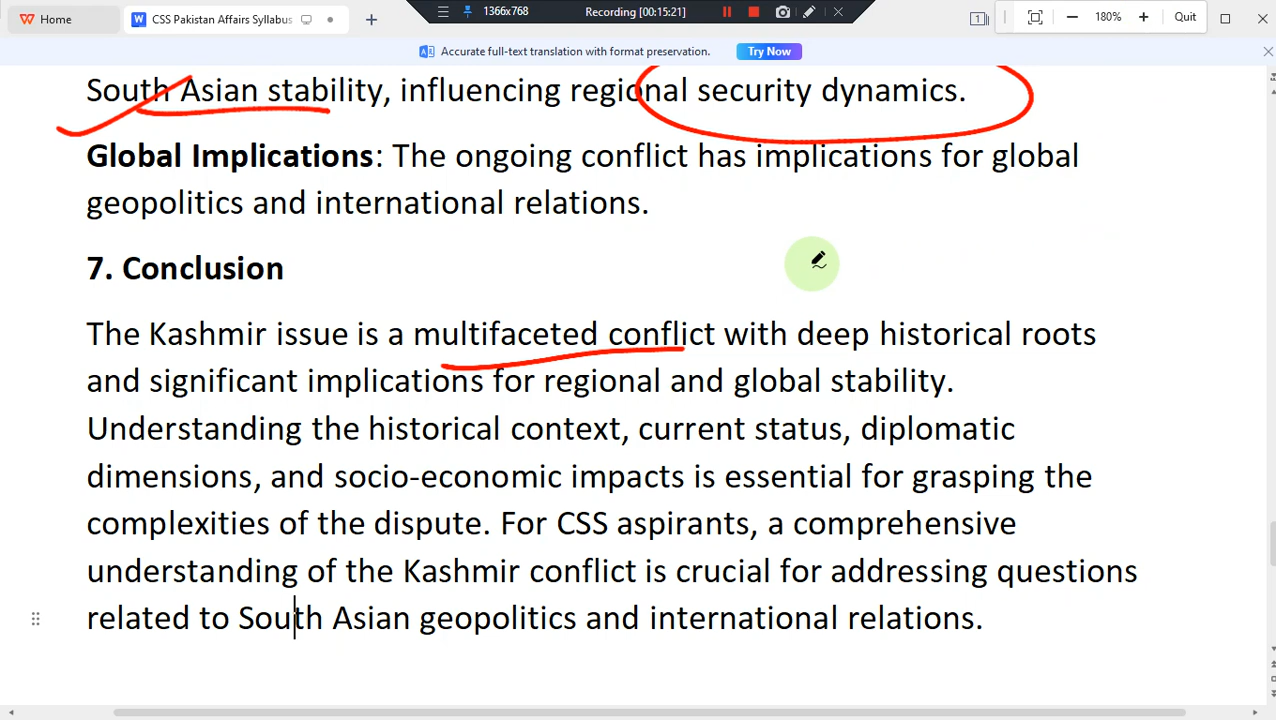 Home
CSS Pakistan Affairs Syllabus
1366x768
Recording [00:15:21]
180%
Quit
Accurate full-text translation with format preservation.
Try Now
South Asian stability, influencing regional security dynamics.
Global Implications: The ongoing conflict has implications for global
geopolitics and international relations.
7. Conclusion
The Kashmir issue is a multifaceted conflict with deep historical roots
and significant implications for regional and global stability.
Understanding the historical context, current status, diplomatic
dimensions, and socio-economic impacts is essential for grasping the
complexities of the dispute. For CSS aspirants, a comprehensive
understanding of the Kashmir conflict is crucial for addressing questions
related to South Asian geopolitics and international relations.